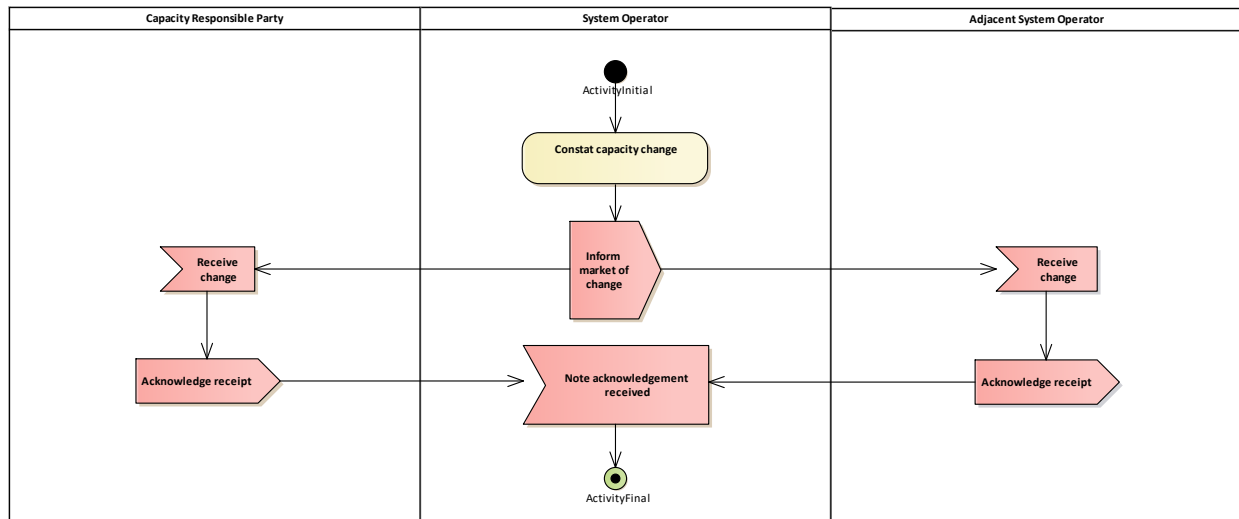 Capacity Responsible Party
System Operator
Adjacent System Operator
ActivityInitial
Constat capacity change
Inform
market of
change
Receive
change
Receive
change
Acknowledge receipt
Note acknowledgement
received
Acknowledge receipt
ActivityFinal